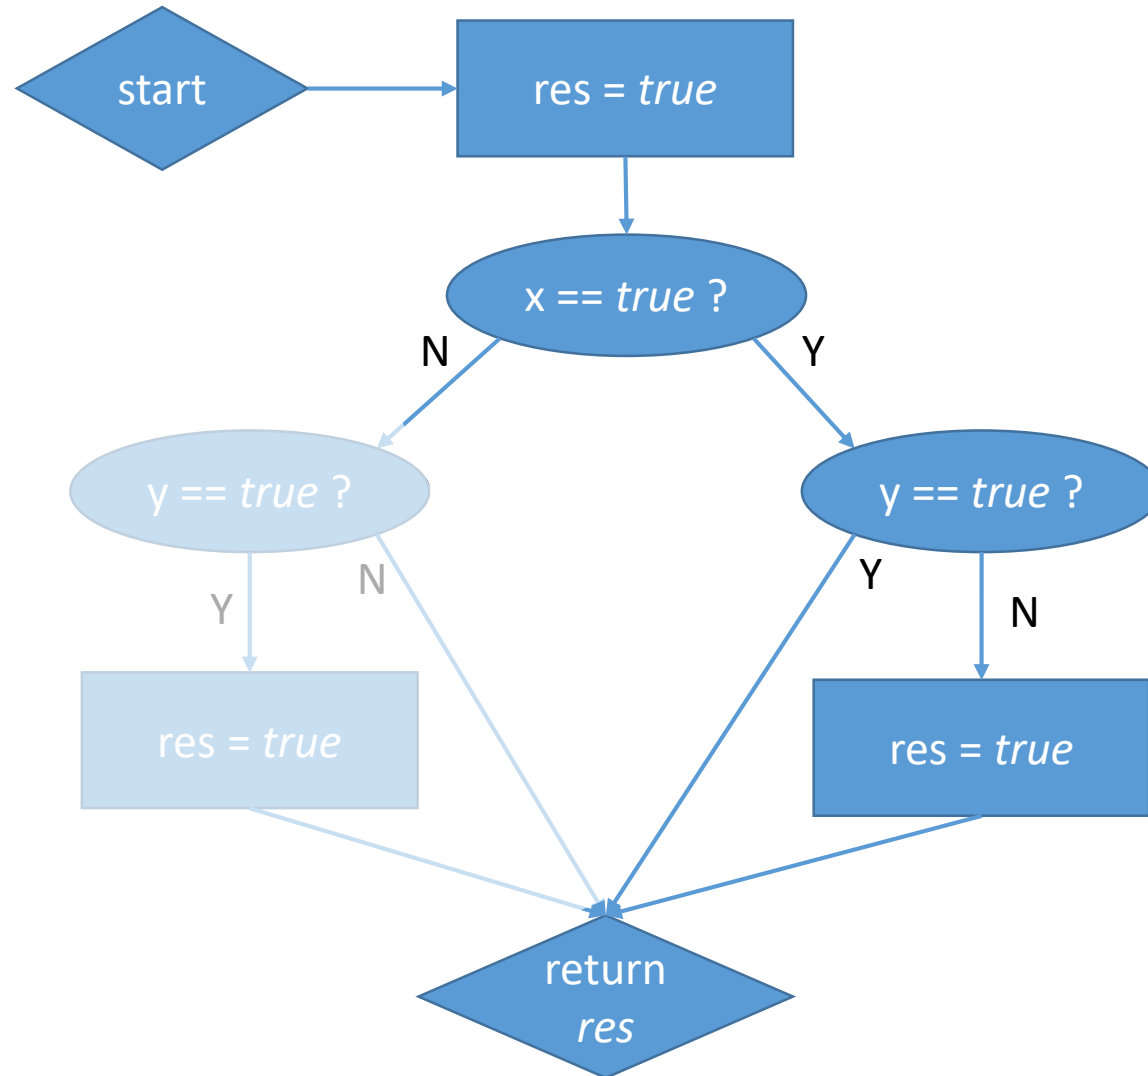 start
res = true
x == true ?
N
Y
y == true ?
y == true ?
Y
N
Y
N
res = true
res = true
return
res